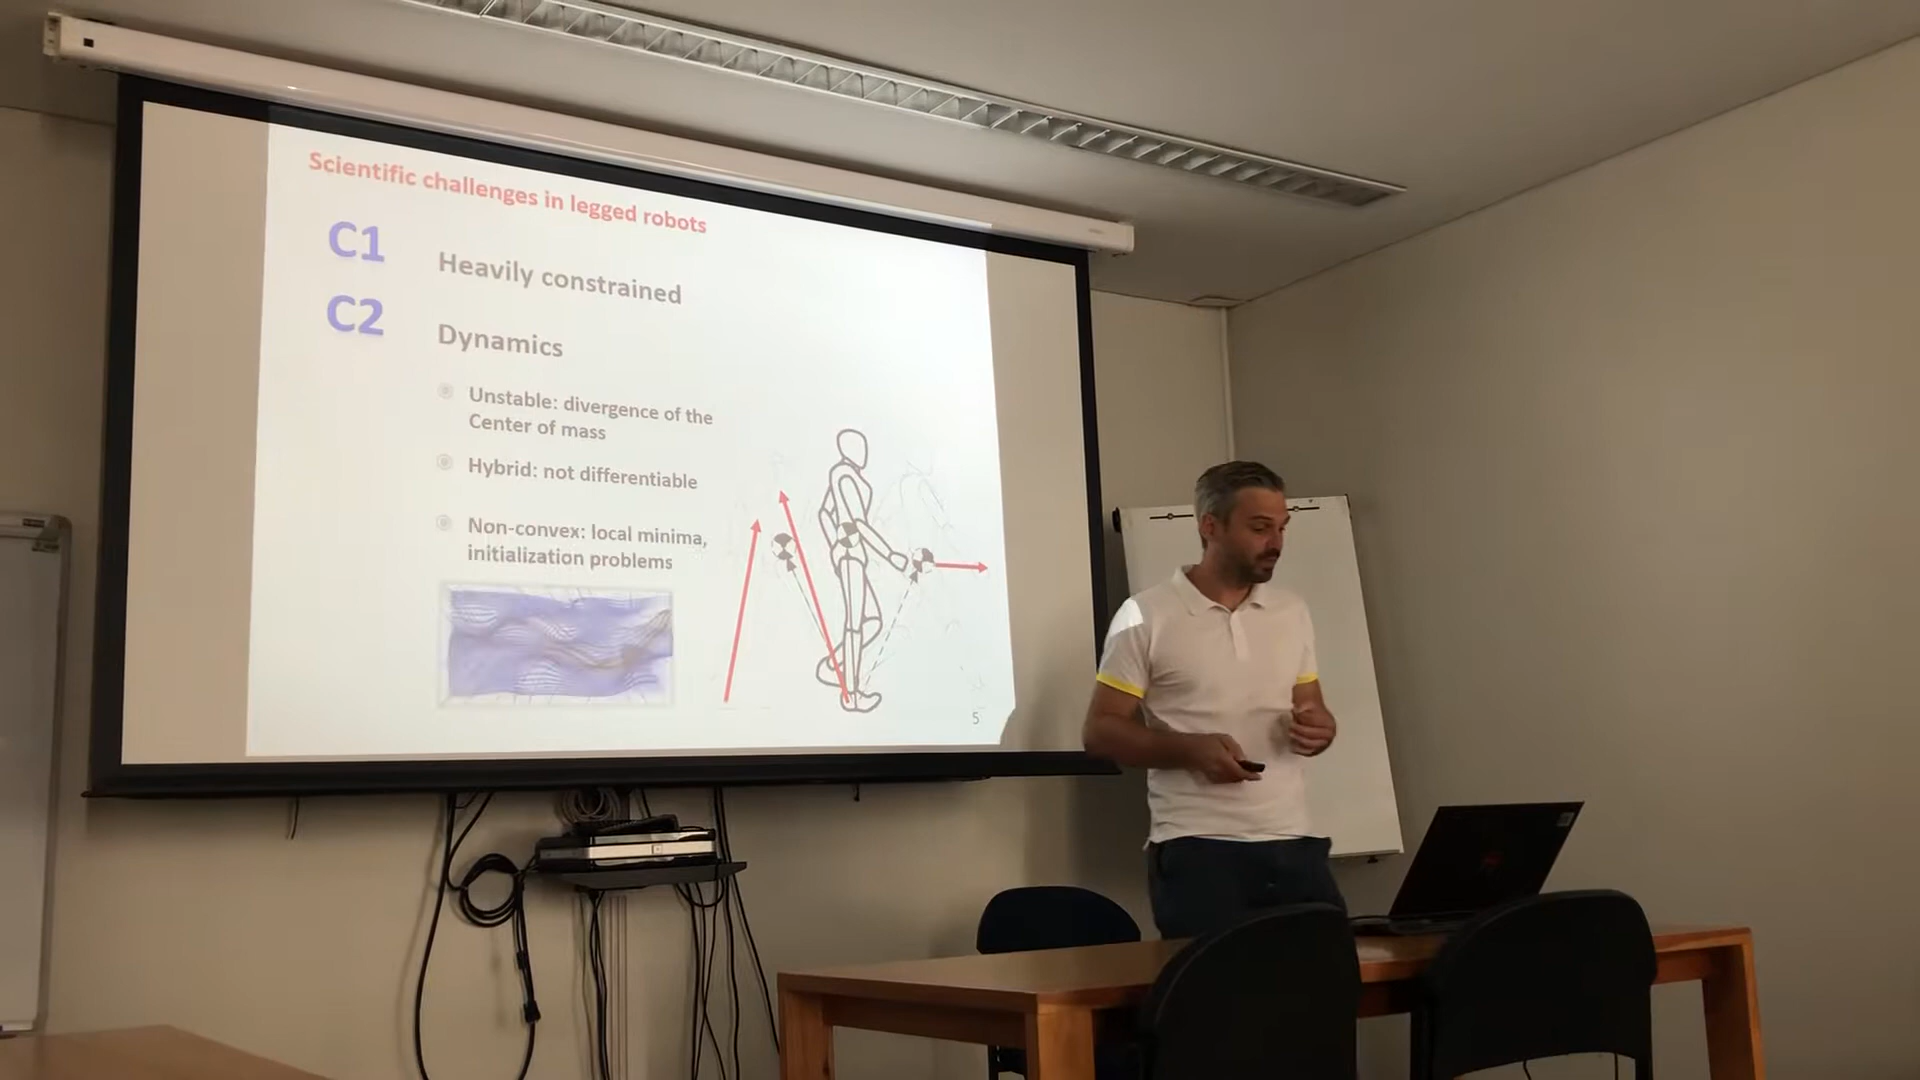 Scientific challenges in legged robots
C1
Heavily constrained
C2
Dynamics
Unstable: divergence of the
Center of mass
Hybrid: not differentiable
Non-convex: local minima,
initialization problems
5